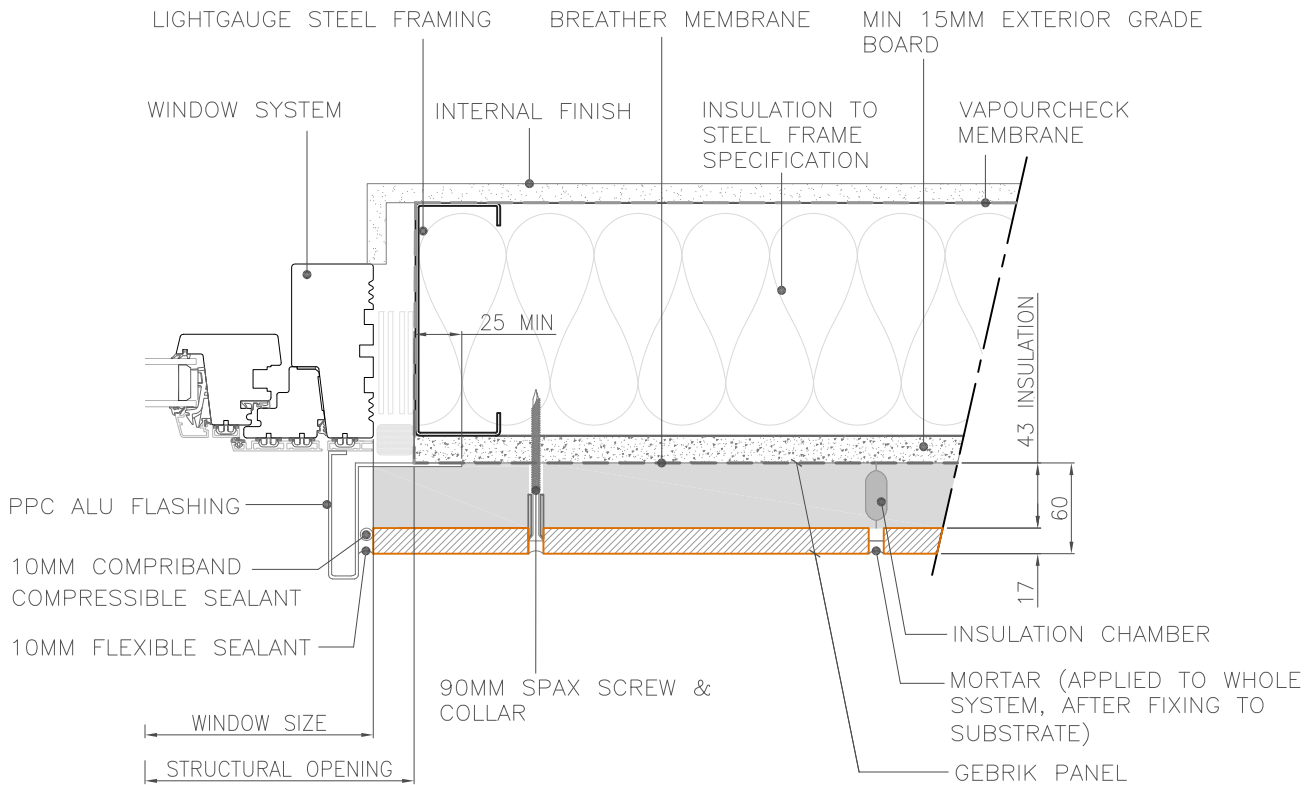 LIGHTGAUGE STEEL FRAMING
BREATHER MEMBRANE
MIN 15MM EXTERIOR GRADE
BOARD
WINDOW SYSTEM
INTERNAL FINISH
INSULATION TO
STEEL FRAME
SPECIFICATION
VAPOURCHECK
MEMBRANE
25 MIN
43 INSULATION
60
17
PPC ALU FLASHING
10MM COMPRIBAND
COMPRESSIBLE SEALANT
10MM FLEXIBLE SEALANT
90MM SPAX SCREW &
COLLAR
INSULATION CHAMBER
MORTAR (APPLIED TO WHOLE
SYSTEM, AFTER FIXING TO
SUBSTRATE)
GEBRIK PANEL
WINDOW SIZE
STRUCTURAL OPENING